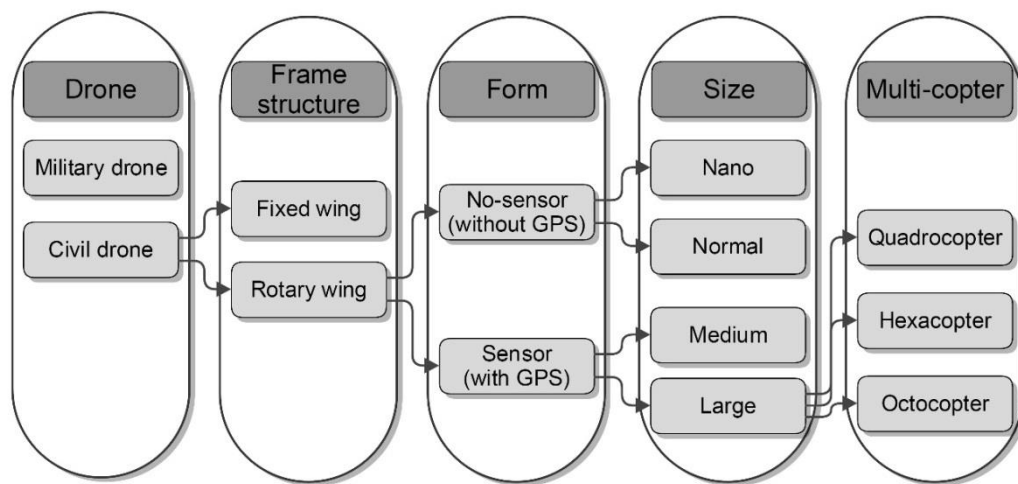 Drone
Military drone
Civil drone
Frame
structure
Fixed wing
Rotary wing
Form
No-sensor
(without GPS)
Sensor
(with GPS)
Size
Nano
Normal
Medium
Large
Multi-copter
Quadrocopter
Hexacopter
Octocopter